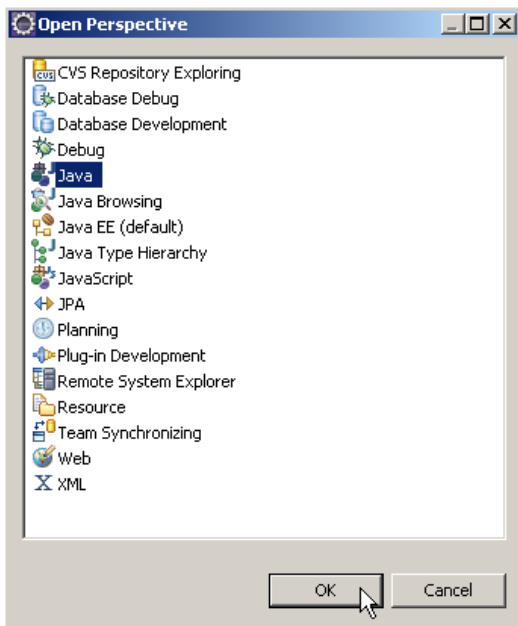 Open Perspective
CVS Repository Exploring
Database Debug
Database Development
Debug
Java
Java Browsing
Java EE (default)
Java Type Hierarchy
JavaScript
JPA
Planning
Plug-in Development
Remote System Explorer
Resource
Team Synchronizing
Web
XML
OK Cancel